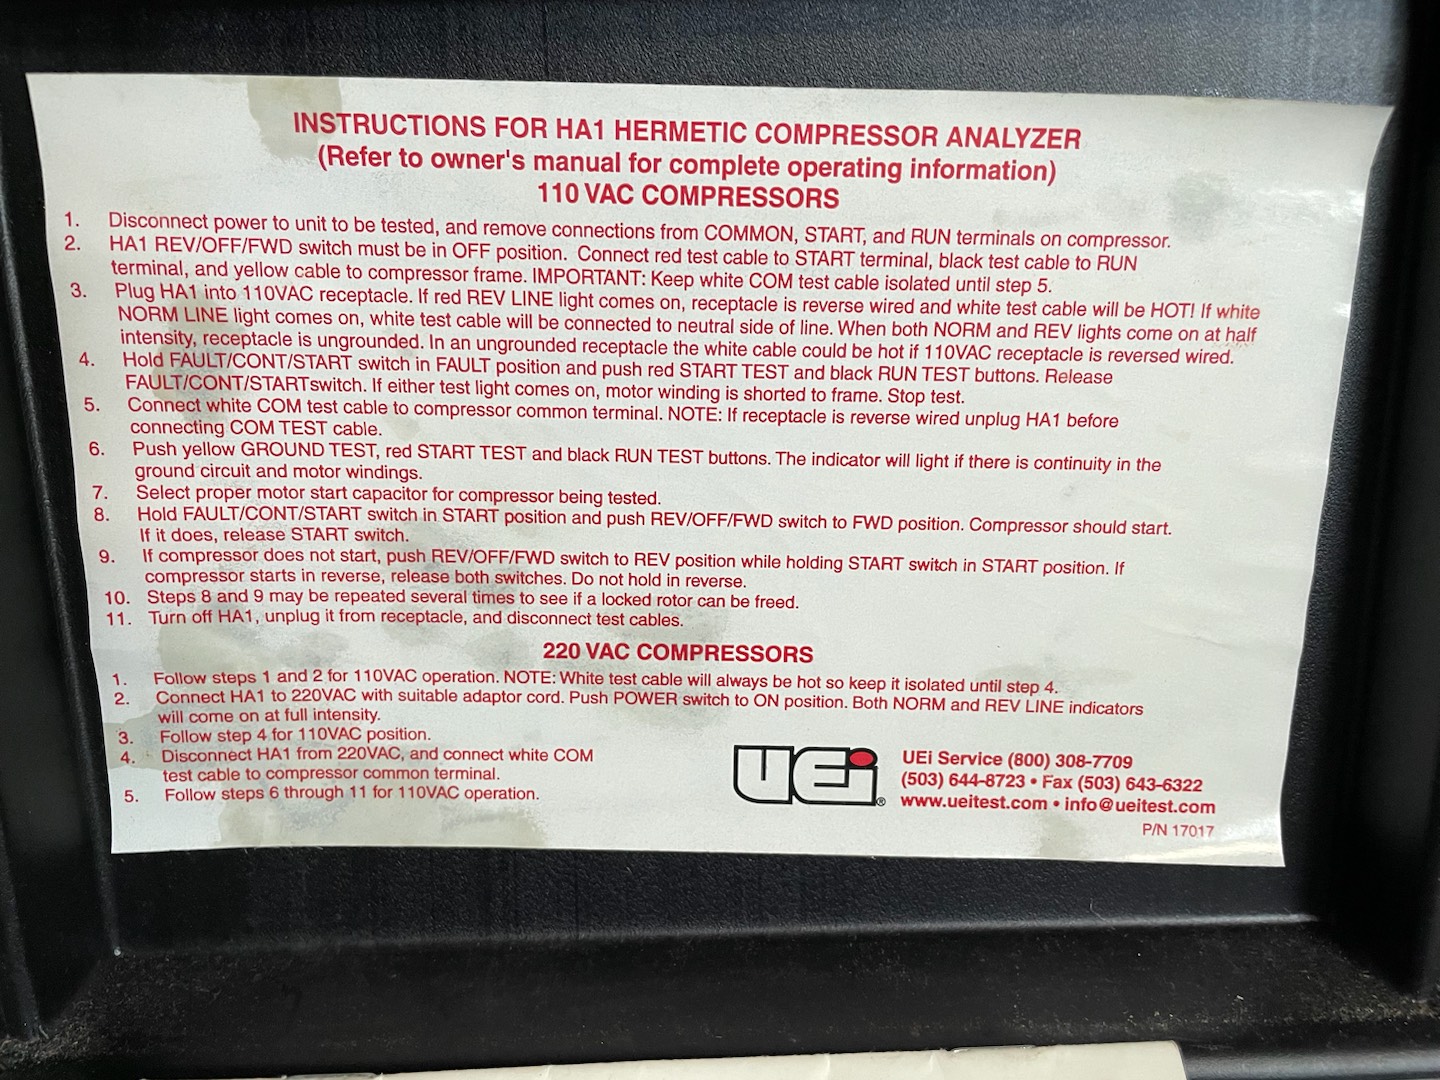 INSTRUCTIONS FOR HA1 HERMETIC COMPRESSOR ANALYZER
(Refer to owner's manual for complete operating information)
110 VAC COMPRESSORS
1. Disconnect power to unit to be tested, and remove connections from COMMON, START, and RUN terminals on compressor.
2. HA1 REV/OFF/FWD switch must be in OFF position. Connect red test cable to START terminal, black test cable to RUN
terminal, and yellow cable to compressor frame. IMPORTANT: Keep white COM test cable isolated until step 5.
3. Plug HA1 into 110VAC receptacle. If red REV LINE light comes on, receptacle is reverse wired and white test cable will be HOT! If white
NORM LINE light comes on, white test cable will be connected to neutral side of line. When both NORM and REV lights come on at half
intensity, receptacle is ungrounded. In an ungrounded receptacle the white cable could be hot if 110VAC receptacle is reversed wired.
4. Hold FAULT/CONT/START switch in FAULT position and push red START TEST and black RUN TEST buttons. Release
FAULT/CONT/STARTswitch. If either test light comes on, motor winding is shorted to frame. Stop test.
5. Connect white COM test cable to compressor common terminal. NOTE: If receptacle is reverse wired unplug HA1 before
connecting COM TEST cable.
6. Push yellow GROUND TEST, red START TEST and black RUN TEST buttons. The indicator will light if there is continuity in the
ground circuit and motor windings.
7. Select proper motor start capacitor for compressor being tested.
8. Hold FAULT/CONT/START switch in START position and push REV/OFF/FWD switch to FWD position. Compressor should start.
If it does, release START switch.
9. If compressor does not start, push REV/OFF/FWD switch to REV position while holding START switch in START position. If
compressor starts in reverse, release both switches. Do not hold in reverse.
10. Steps 8 and 9 may be repeated several times to see if a locked rotor can be freed.
11. Turn off HA1, unplug it from receptacle, and disconnect test cables.
220 VAC COMPRESSORS
1. Follow steps 1 and 2 for 110VAC operation. NOTE: White test cable will always be hot so keep it isolated until step 4.
2. Connect HA1 to 220VAC with suitable adaptor cord. Push POWER switch to ON position. Both NORM and REV LINE indicators
will come on at full intensity.
3. Follow step 4 for 110VAC position.
4. Disconnect HA1 from 220VAC, and connect white COM
test cable to compressor common terminal.
5. Follow steps 6 through 11 for 110VAC operation.
UEi®
UEi Service (800) 308-7709
(503) 644-8723 • Fax (503) 643-6322
www.ueitest.com • info@ueitest.com
P/N 17017